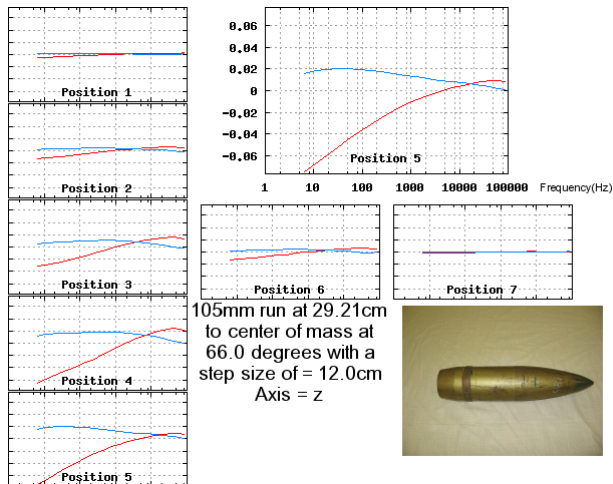 Position 1
Position 2
Position 3
Position 4
Position 5
0.06
0.04
0.02
0
-0.02
-0.04
-0.06
Position 5
1 10 100 1000 10000 100000 Frequency(Hz)
Position 6
Position 7
105mm run at 29.21cm
to center of mass at
66.0 degrees with a
step size of = 12.0cm
Axis = z